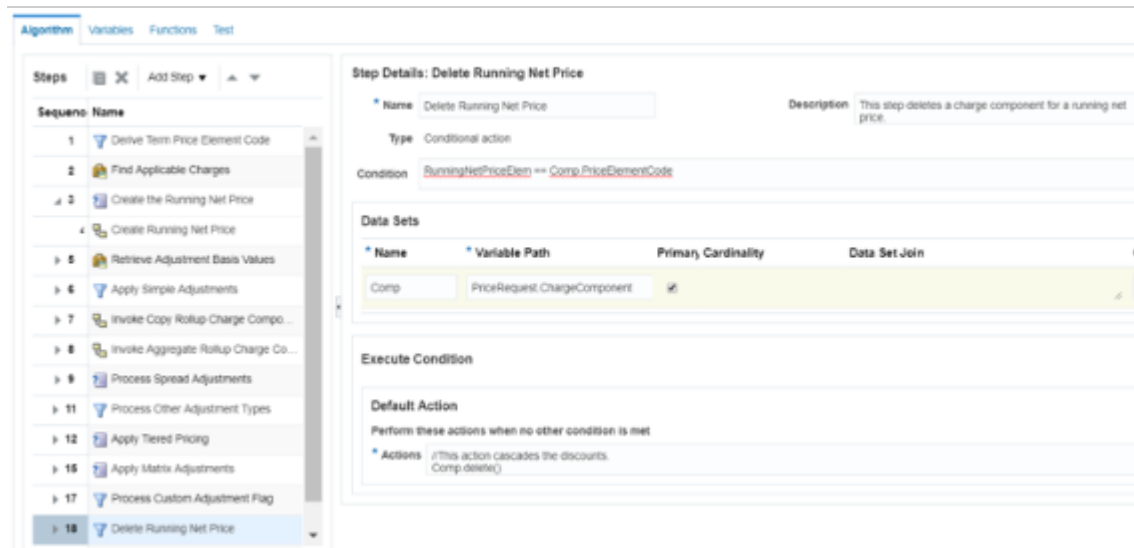 Algorithm Variables Functions Test
Steps Add Step
Sequenc Name
1 Derive Term Price Element Code
2 Find Applicable Charges
3 Create the Running Net Price
4 Create Running Net Price
5 Retrieve Adjustment Basis Values
6 Apply Simple Adjustments
7 Invoke Copy Rollup Charge Compo...
8 Invoke Aggregate Rollup Charge Co...
9 Process Spread Adjustments
11 Process Other Adjustment Types
12 Apply Tiered Pricing
15 Apply Matrix Adjustments
17 Process Custom Adjustment Flag
18 Delete Running Net Price
Step Details: Delete Running Net Price
* Name Delete Running Net Price
Description This step deletes a charge component for a running net
price.
Type Conditional action
Condition RunningNetPriceElem == Comp.PriceElementCode
Data Sets
* Name * Variable Path Primary Cardinality Data Set Join
Comp PriceRequest.ChargeComponent
Execute Condition
Default Action
Perform these actions when no other condition is met
* Actions //This action cascades the discounts.
Comp.delete()